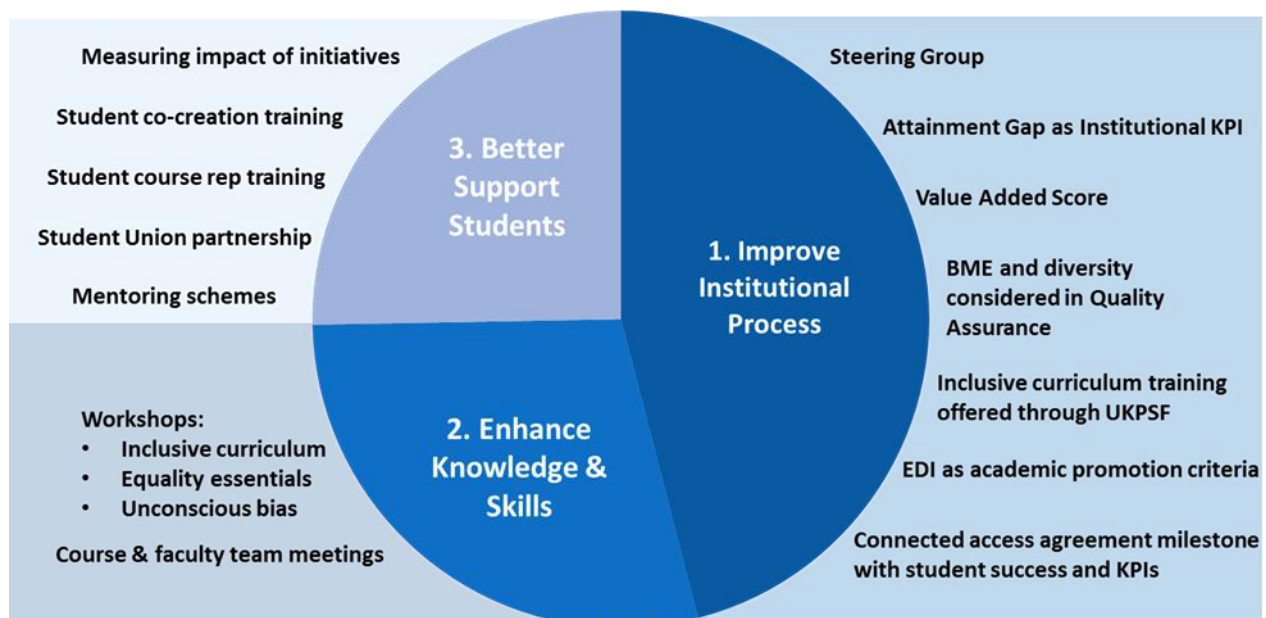 Measuring impact of initiatives
Student co-creation training
Student course rep training
Student Union partnership
Mentoring schemes
3. Better
Support
Students
1. Improve
Institutional
Process
Steering Group
Attainment Gap as Institutional KPI
Value Added Score
BME and diversity
considered in Quality
Assurance
Inclusive curriculum training
offered through UKPSF
EDI as academic promotion criteria
Connected access agreement milestone
with student success and KPIs
2. Enhance
Knowledge &
Skills
Workshops:
• Inclusive curriculum
• Equality essentials
• Unconscious bias
Course & faculty team meetings